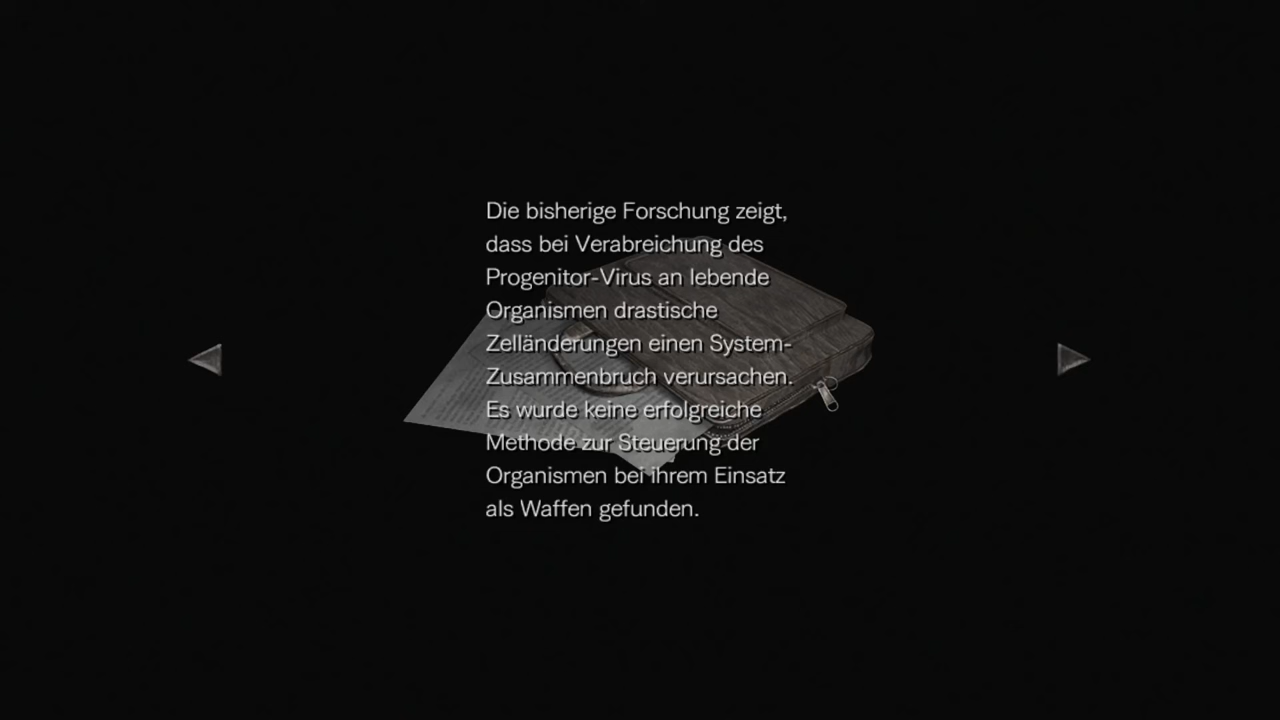 Die bisherige Forschung zeigt,
dass bei Verabreichung des
Progenitor-Virus an lebende
Organismen drastische
Zelländerungen einen System-
Zusammenbruch verursachen.
Es wurde keine erfolgreiche
Methode zur Steuerung der
Organismen bei ihrem Einsatz
als Waffen gefunden.